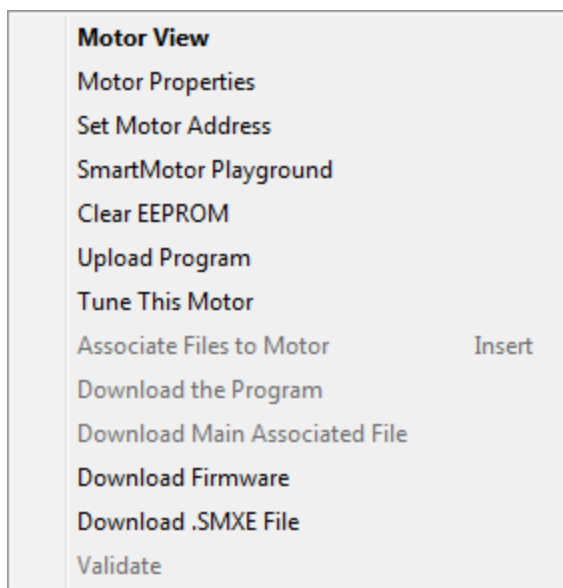 Motor View
Motor Properties
Set Motor Address
SmartMotor Playground
Clear EEPROM
Upload Program
Tune This Motor
Associate Files to Motor Insert
Download the Program
Download Main Associated File
Download Firmware
Download .SMXE File
Validate